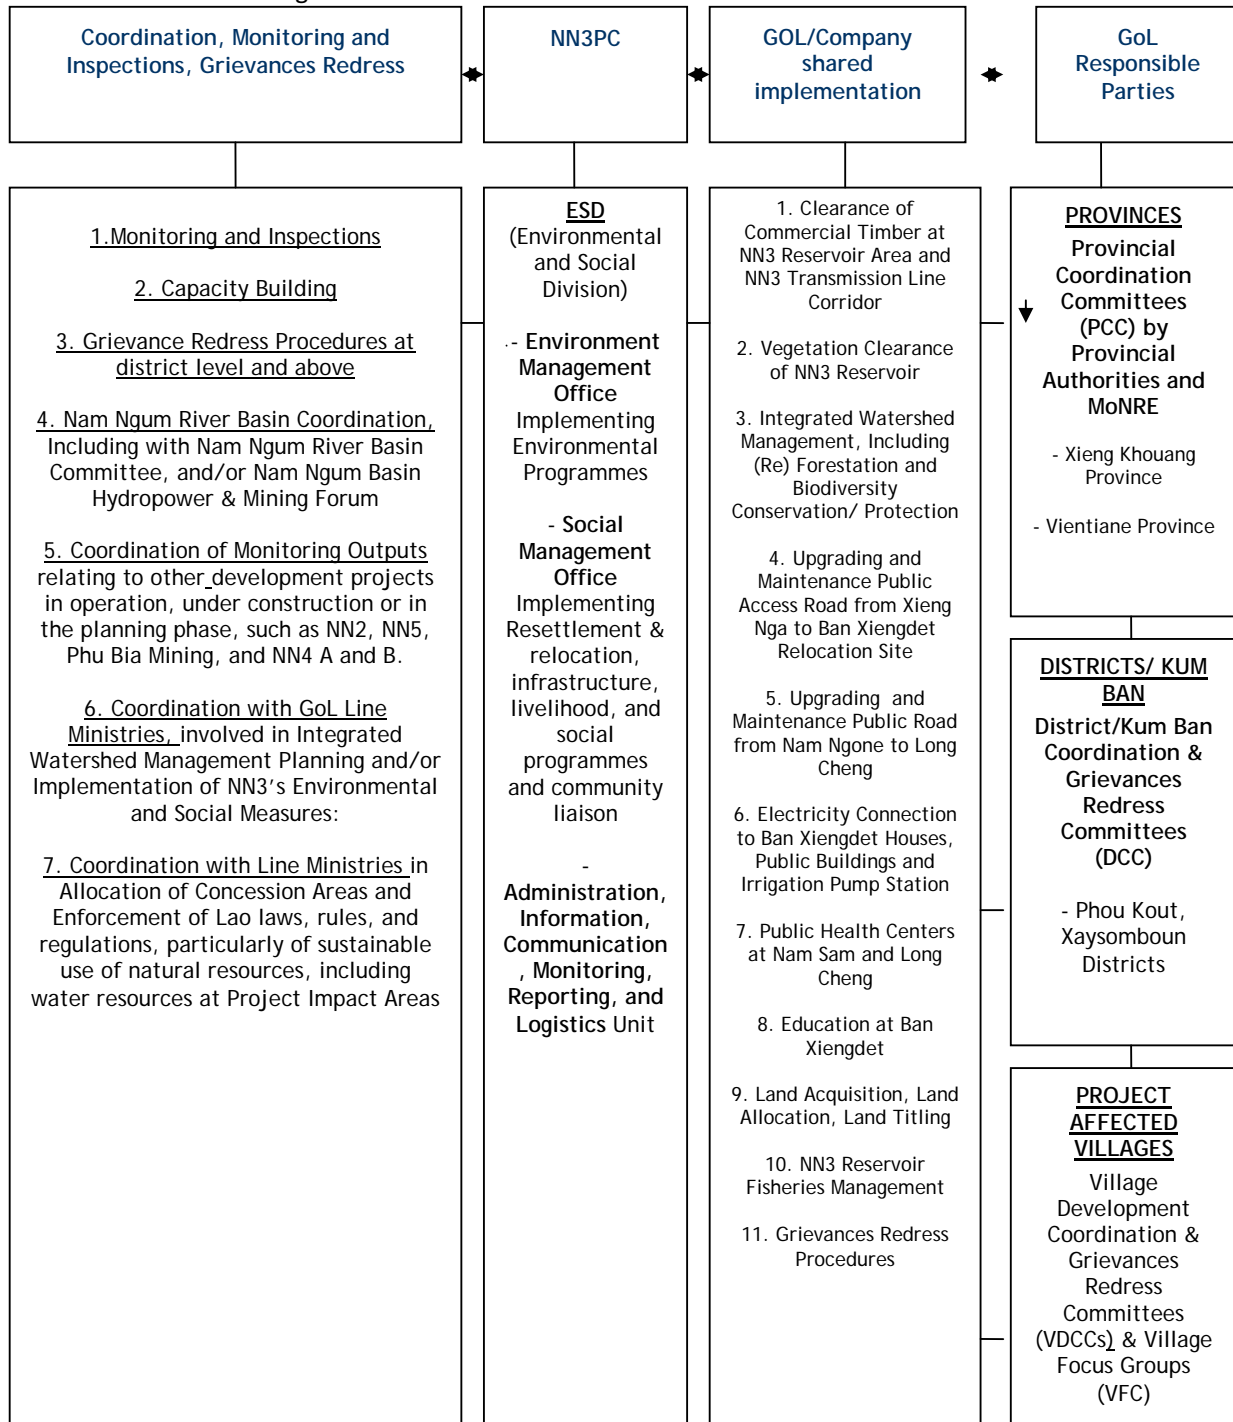 Coordination, Monitoring and
Inspections, Grievances Redress
NN3PC
GOL/Company
shared
implementation
GoL
Responsible
Parties
1.Monitoring and Inspections
2. Capacity Building
3. Grievance Redress Procedures at
district level and above
4. Nam Ngum River Basin Coordination,
Including with Nam Ngum River Basin
Committee, and/or Nam Ngum Basin
Hydropower & Mining Forum
5. Coordination of Monitoring Outputs
relating to other development projects
in operation, under construction or in
the planning phase, such as NN2, NN5,
Phu Bia Mining, and NN4 A and B.
6. Coordination with GoL Line
Ministries, involved in Integrated
Watershed Management Planning and/or
Implementation of NN3's Environmental
and Social Measures:
7. Coordination with Line Ministries in
Allocation of Concession Areas and
Enforcement of Lao laws, rules, and
regulations, particularly of sustainable
use of natural resources, including
water resources at Project Impact Areas
ESD
(Environmental
and Social
Division)
.- Environment
Management
Office
Implementing
Environmental
Programmes
- Social
Management
Office
Implementing
Resettlement &
relocation,
infrastructure,
livelihood, and
social
programmes
and community
liaison
-
Administration,
Information,
Communication
, Monitoring,
Reporting, and
Logistics Unit
1. Clearance of
Commercial Timber at
NN3 Reservoir Area and
NN3 Transmission Line
Corridor
2. Vegetation Clearance
of NN3 Reservoir
3. Integrated Watershed
Management, Including
(Re) Forestation and
Biodiversity
Conservation/ Protection
4. Upgrading and
Maintenance Public
Access Road from Xieng
Nga to Ban Xiengdet
Relocation Site
5. Upgrading and
Maintenance Public Road
from Nam Ngone to Long
Cheng
6. Electricity Connection
to Ban Xiengdet Houses,
Public Buildings and
Irrigation Pump Station
7. Public Health Centers
at Nam Sam and Long
Cheng
8. Education at Ban
Xiengdet
9. Land Acquisition, Land
Allocation, Land Titling
10. NN3 Reservoir
Fisheries Management
11. Grievances Redress
Procedures
PROVINCES
Provincial
Coordination
Committees
(PCC) by
Provincial
Authorities and
MoNRE
- Xieng Khouang
Province
- Vientiane Province
DISTRICTS/ KUM
BAN
District/Kum Ban
Coordination &
Grievances
Redress
Committees
(DCC)
- Phou Kout,
Xaysomboun
Districts
PROJECT
AFFECTED
VILLAGES
Village
Development
Coordination &
Grievances
Redress
Committees
(VDCCs) & Village
Focus Groups
(VFC)